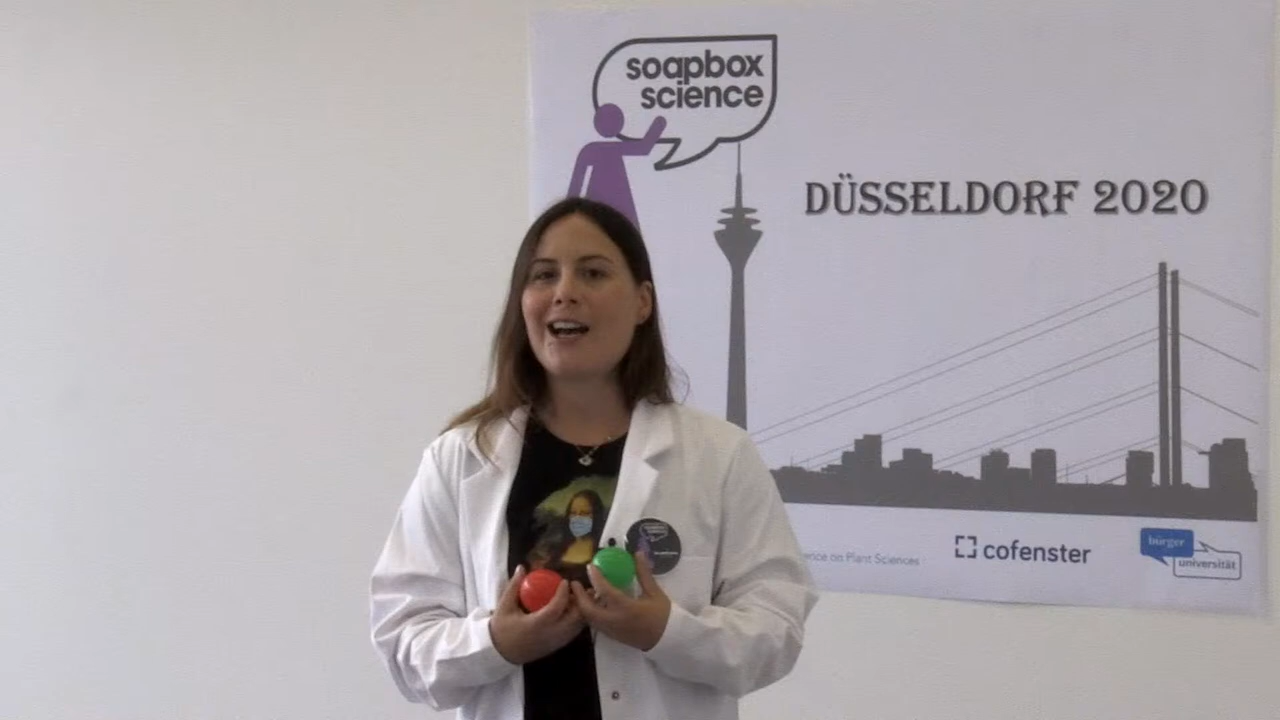 soapbox
science
DÜSSELDORF 2020
ence on Plant Sciences
cofenster
bürger
universität